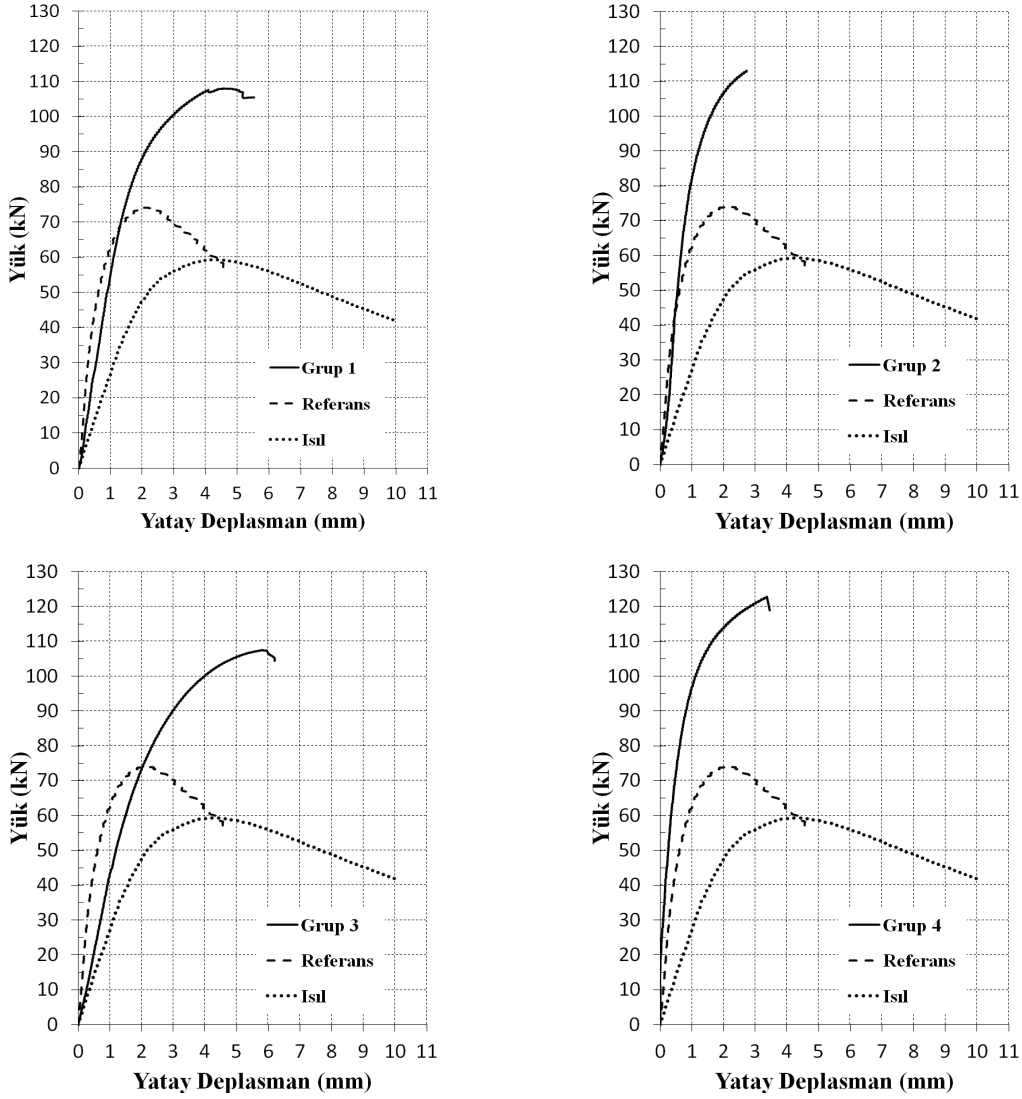 130
120
110
100
90
80
70
60
50
40
30
20
10
0
Yük (kN)
Grup 1
Referans
Isıl
0 1 2 3 4 5 6 7 8 9 10 11
Yatay Deplasman (mm)
130
120
110
100
90
80
70
60
50
40
30
20
10
0
Yük (kN)
Grup 2
Referans
Isıl
0 1 2 3 4 5 6 7 8 9 10 11
Yatay Deplasman (mm)
130
120
110
100
90
80
70
60
50
40
30
20
10
0
Yük (kN)
Grup 3
Referans
Isıl
0 1 2 3 4 5 6 7 8 9 10 11
Yatay Deplasman (mm)
130
120
110
100
90
80
70
60
50
40
30
20
10
0
Yük (kN)
Grup 4
Referans
Isıl
0 1 2 3 4 5 6 7 8 9 10 11
Yatay Deplasman (mm)